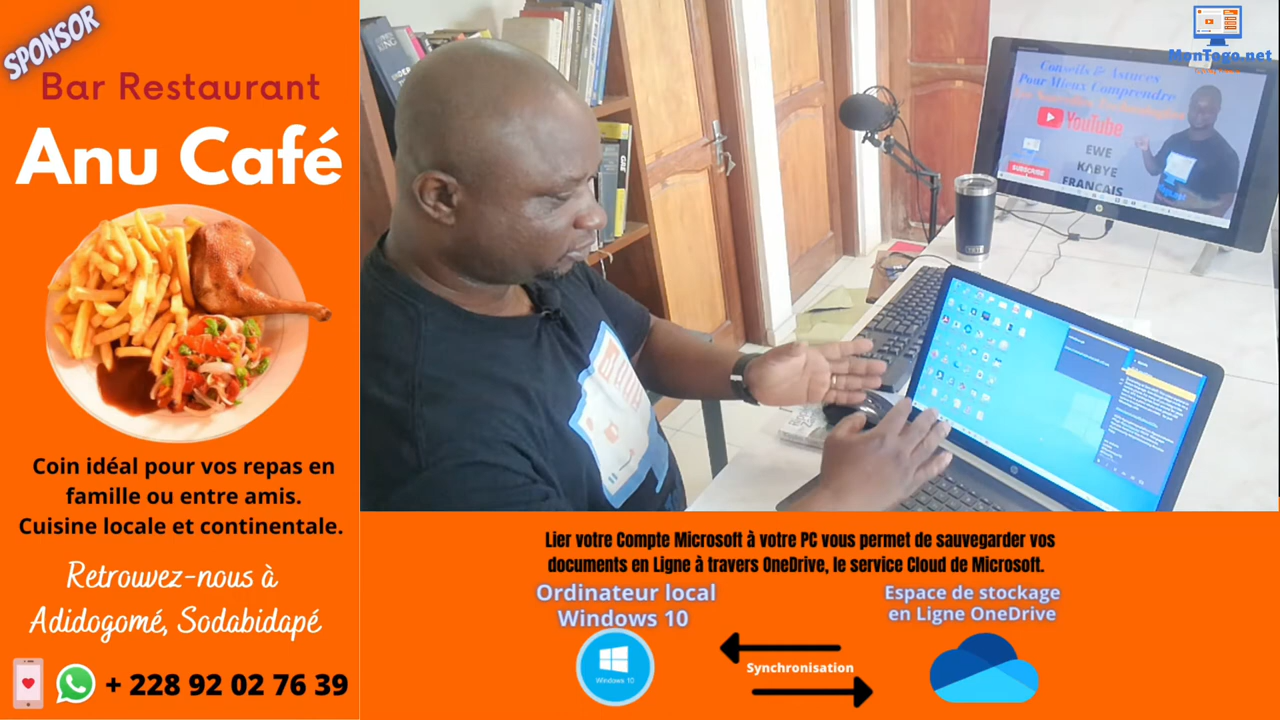 SPONSOR
Bar Restaurant
Anu Café
Coin idéal pour vos repas en
famille ou entre amis.
Cuisine locale et continentale.
Retrouvez-nous à
Adidogomé, Sodabidapé
+ 228 92 02 76 39
MonTogo.net
Conseils & Astuces
Pour Mieux Comprendre
YouTube
EWE
KABYE
FRANCAIS
SUBSCRIBE
YETI
Lier votre Compte Microsoft à votre PC vous permet de sauvegarder vos
documents en Ligne à travers OneDrive, le service Cloud de Microsoft.
Ordinateur local
Windows 10
Windows 10
Espace de stockage
en Ligne OneDrive
Synchronisation